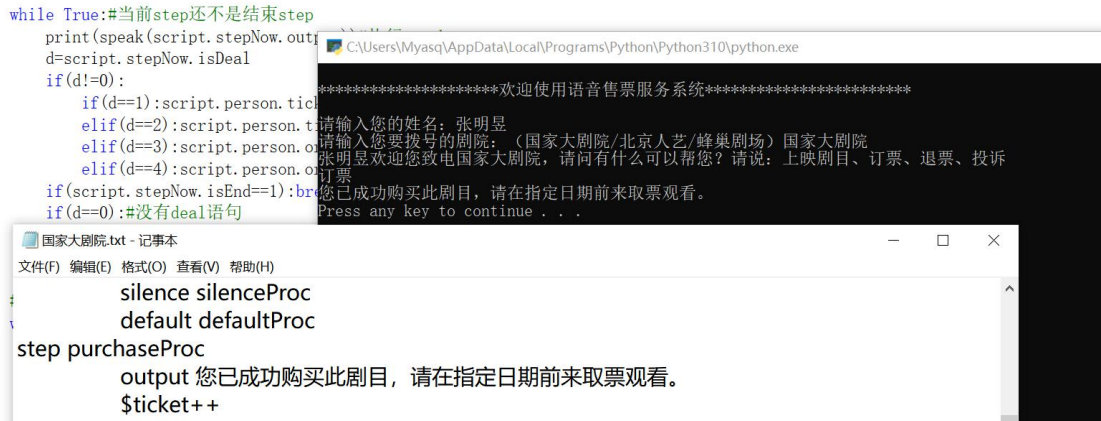 while True:#当前step还不是结束step
print(speak(script.stepNow.outp
d=script.stepNow.isDeal
if(d!=0):
if(d==1):script.person.tick
elif(d==2):script.person.ti
elif(d==3):script.person.or
elif(d==4):script.person.or
if(script.stepNow.isEnd==1):bre
if(d==0):#没有deal语句
C:\Users\Myasq\AppData\Local\Programs\Python\Python310\python.exe
*********************欢迎使用语音售票服务系统************************
请输入您的姓名：张明昱
请输入您要拨号的剧院：（国家大剧院/北京人艺/蜂巢剧场）国家大剧院
张明昱欢迎您致电国家大剧院，请问有什么可以帮您？请说：上映剧目、订票、退票、投诉
订票
您已成功购买此剧目，请在指定日期前来取票观看。
Press any key to continue . . .
国家大剧院.txt - 记事本
文件(F) 编辑(E) 格式(O) 查看(V) 帮助(H)
silence silenceProc
default defaultProc
step purchaseProc
output 您已成功购买此剧目，请在指定日期前来取票观看。
$ticket++